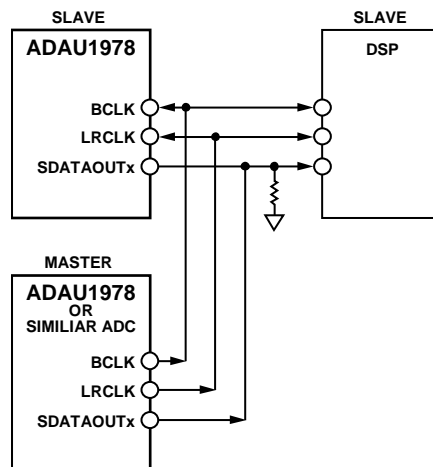 SLAVE
ADAU1978
BCLK
LRCLK
SDATAOUTx
SLAVE
DSP
MASTER
ADAU1978
OR
SIMILIAR ADC
BCLK
LRCLK
SDATAOUTx